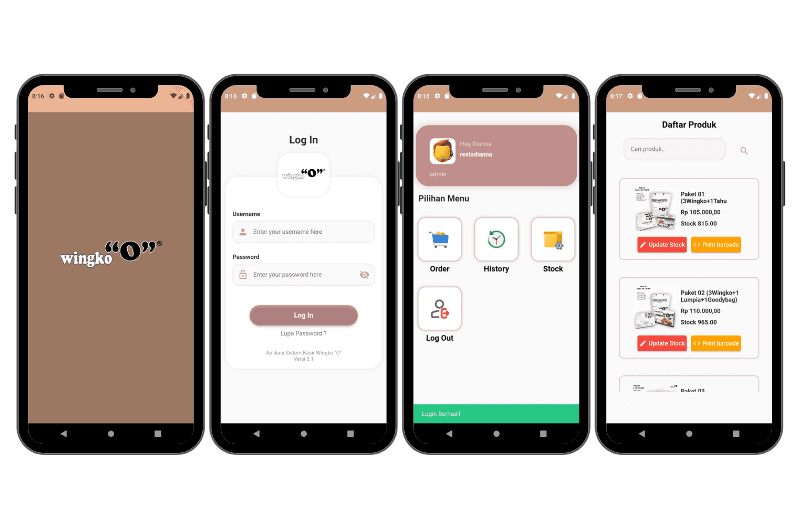 8:16
wingko "O"®
8:16
Log In
wingko "O"®
Username
Enter your username here
Password
Enter your password here
Log In
Lupa Password ?
Aplikasi Sistem Kasir Wingko "O"
Versi 2.1
8:16
Hey, Dianna
restadianna
admin
Pilihan Menu
Order
History
Stock
Log Out
Login Berhasil
8:17
Daftar Produk
Cari produk..
Paket 01
(3Wingko+1Tahu
Rp 105.000,00
Stock 815.00
Update Stock
Print barcode
Paket 02 (3Wingko+1
Lumpia+1Goodybag)
Rp 110.000,00
Stock 965.00
Update Stock
Print barcode
Paket 03